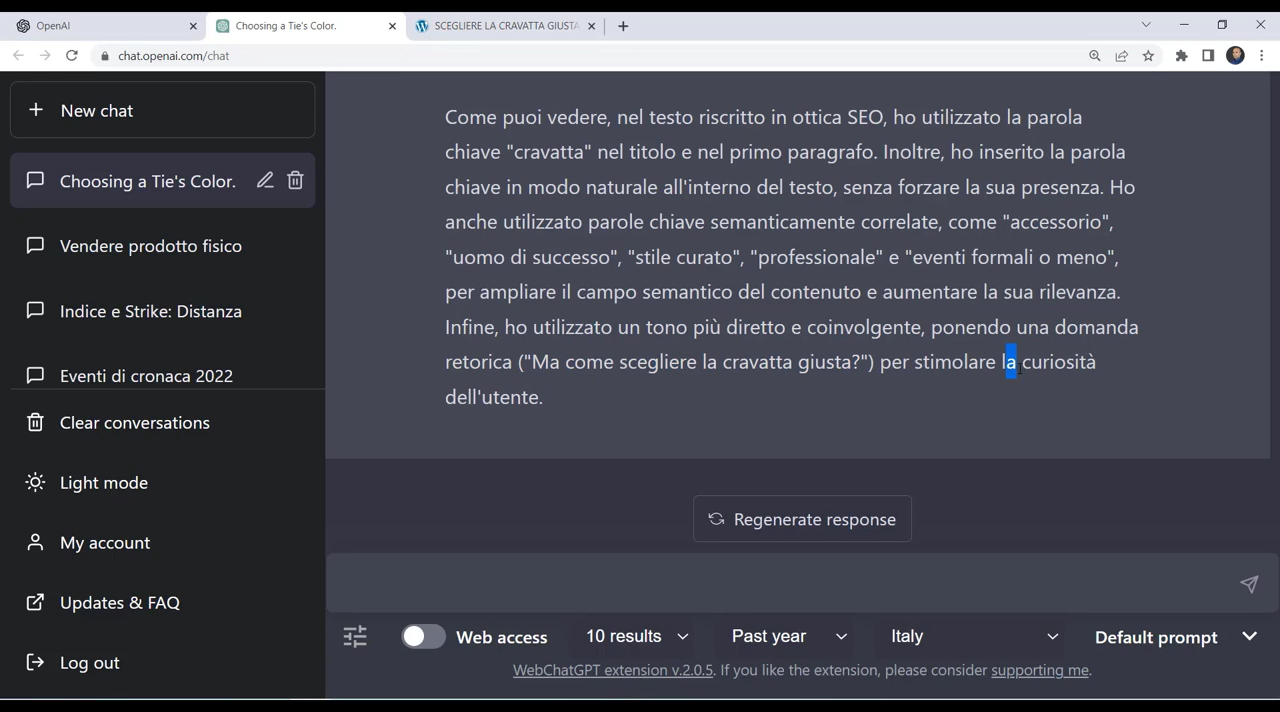 OpenAI
Choosing a Tie's Color.
SCEGLIERE LA CRAVATTA GIUSTA
chat.openai.com/chat
New chat
Choosing a Tie's Color.
Vendere prodotto fisico
Indice e Strike: Distanza
Eventi di cronaca 2022
Clear conversations
Light mode
My account
Updates & FAQ
Log out
Come puoi vedere, nel testo riscritto in ottica SEO, ho utilizzato la parola
chiave "cravatta" nel titolo e nel primo paragrafo. Inoltre, ho inserito la parola
chiave in modo naturale all'interno del testo, senza forzare la sua presenza. Ho
anche utilizzato parole chiave semanticamente correlate, come "accessorio",
"uomo di successo", "stile curato", "professionale" e "eventi formali o meno",
per ampliare il campo semantico del contenuto e aumentare la sua rilevanza.
Infine, ho utilizzato un tono più diretto e coinvolgente, ponendo una domanda
retorica ("Ma come scegliere la cravatta giusta?") per stimolare la curiosità
dell'utente.
Regenerate response
Web access
10 results
Past year
Italy
Default prompt
WebChatGPT extension v.2.0.5. If you like the extension, please consider supporting me.